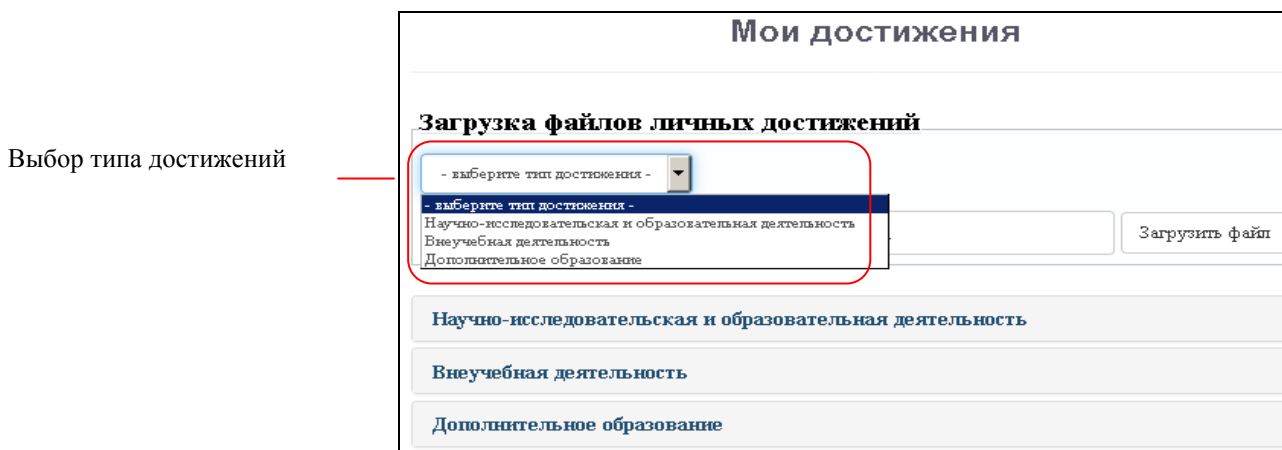 Мои достижения
Загрузка файлов личных достижений
Выбор типа достижений
- выберите тип достижения -
- выберите тип достижения -
Научно-исследовательская и образовательная деятельность
Внеучебная деятельность
Дополнительное образование
Загрузить файл
Научно-исследовательская и образовательная деятельность
Внеучебная деятельность
Дополнительное образование